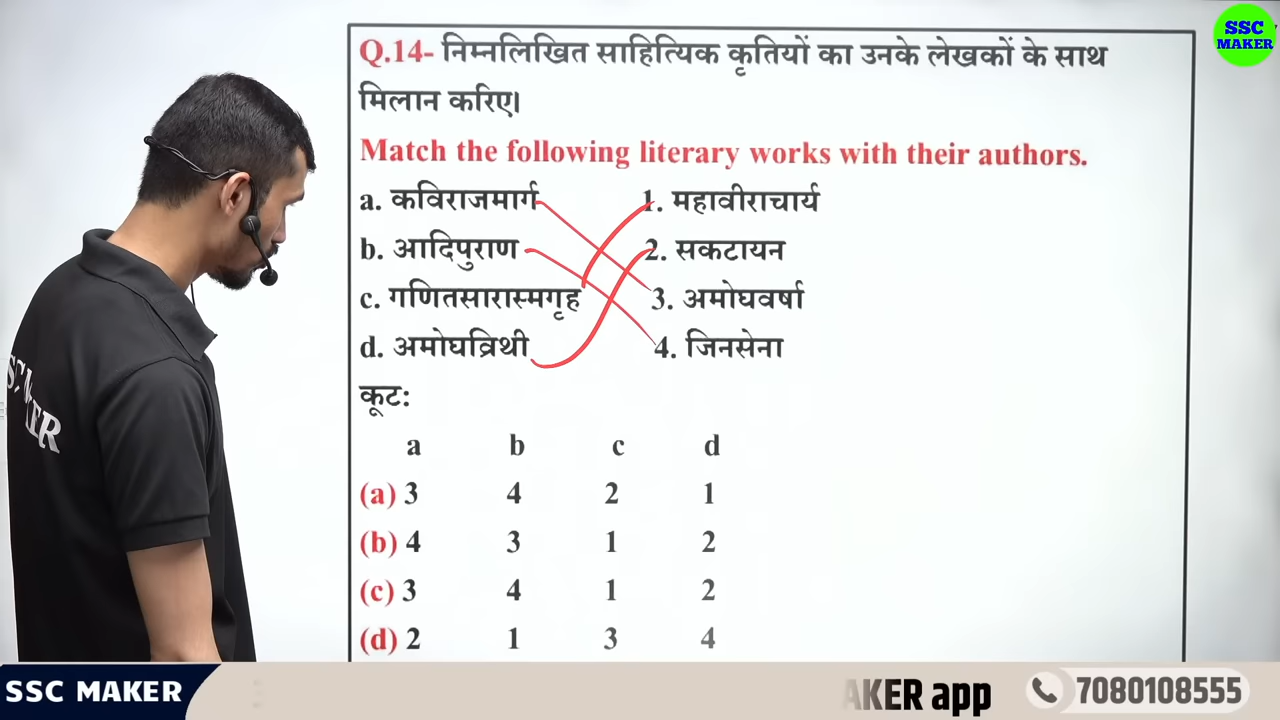 SSC
MAKER
Q.14- निम्नलिखित साहित्यिक कृतियों का उनके लेखकों के साथ
मिलान करिए।
Match the following literary works with their authors.
a. कविराजमार्ग 1. महावीराचार्य
b. आदिपुराण 2. सकटायन
c. गणितसारास्मगृह 3. अमोघवर्षा
d. अमोघव्रिथी 4. जिनसेना
कूट:
a b c d
(a) 3 4 2 1
(b) 4 3 1 2
(c) 3 4 1 2
(d) 2 1 3 4
SSC MAKER
AKER app
7080108555